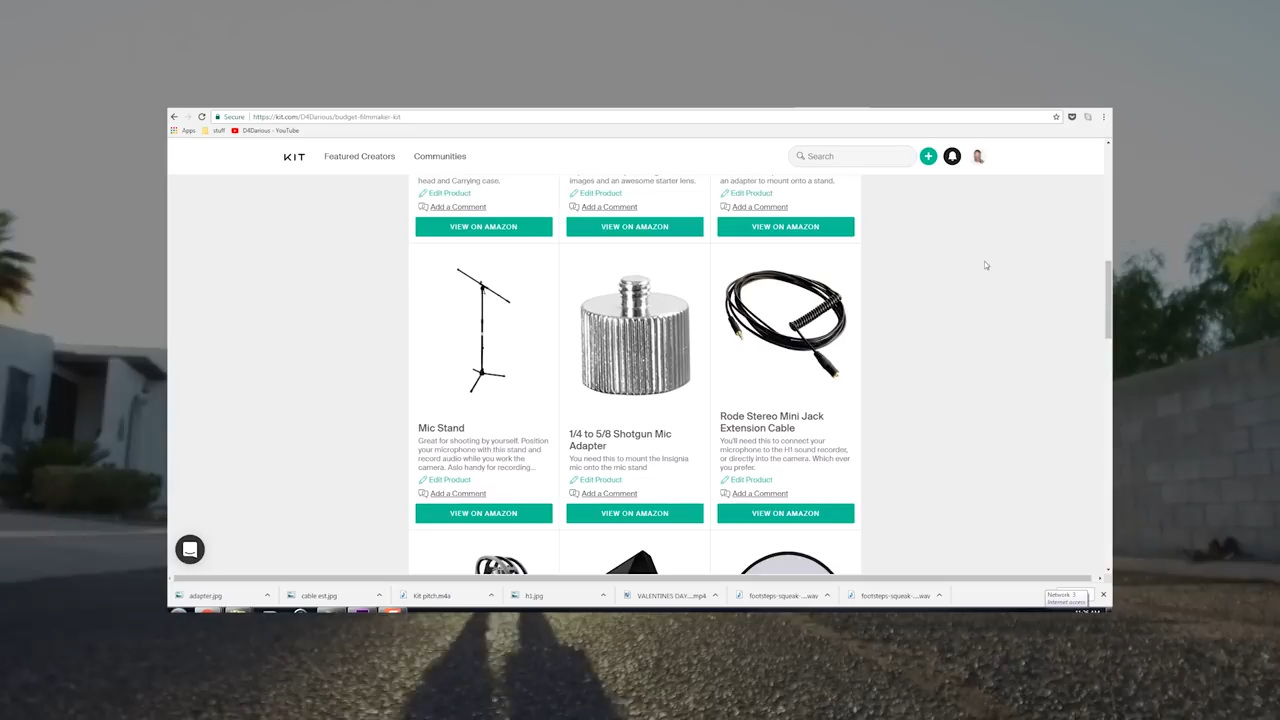 Secure
https://kit.com/D4Darious/budget-filmmaker-kit
Apps
stuff
D4Darious - YouTube
KIT
Featured Creators
Communities
Search
head and Carrying case.
Edit Product
Add a Comment
VIEW ON AMAZON
images and an awesome starter lens.
Edit Product
Add a Comment
VIEW ON AMAZON
an adapter to mount onto a stand.
Edit Product
Add a Comment
VIEW ON AMAZON
Mic Stand
Great for shooting by yourself. Position
your microphone with this stand and
record audio while you work the
camera. Aslo handy for recording...
Edit Product
Add a Comment
VIEW ON AMAZON
1/4 to 5/8 Shotgun Mic
Adapter
You need this to mount the Insignia
mic onto the mic stand
Edit Product
Add a Comment
VIEW ON AMAZON
Rode Stereo Mini Jack
Extension Cable
You'll need this to connect your
microphone to the H1 sound recorder,
or directly into the camera. Which ever
you prefer.
Edit Product
Add a Comment
VIEW ON AMAZON
adapter.jpg
cable est.jpg
Kit pitch.m4a
h1.jpg
VALENTINES DAY....mp4
footsteps-squeak-....wav
footsteps-squeak-....wav
Network 3
Internet access